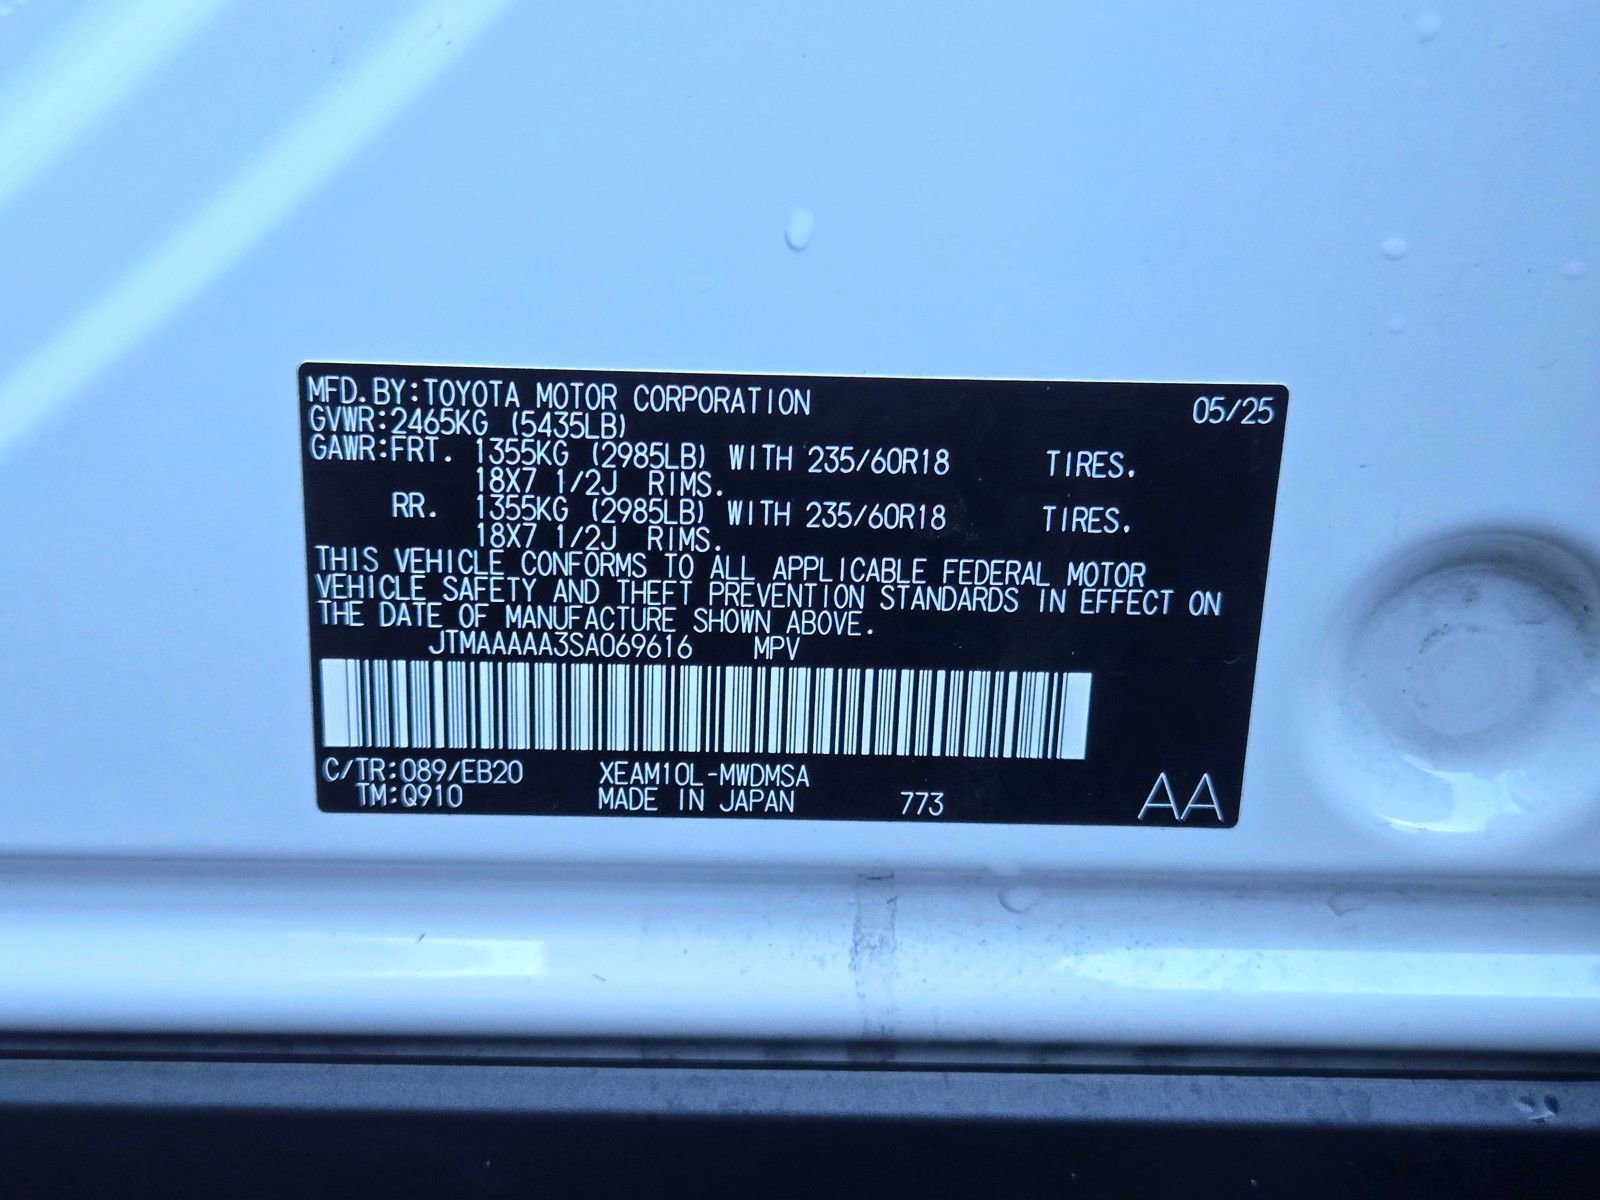 MFD. BY: TOYOTA MOTOR CORPORATION 05/25
GVWR: 2465KG (5435LB)
GAWR: FRT. 1355KG (2985LB) WITH 235/60R18 TIRES.
18X7 1/2J RIMS.
RR. 1355KG (2985LB) WITH 235/60R18 TIRES.
18X7 1/2J RIMS.
THIS VEHICLE CONFORMS TO ALL APPLICABLE FEDERAL MOTOR
VEHICLE SAFETY AND THEFT PREVENTION STANDARDS IN EFFECT ON
THE DATE OF MANUFACTURE SHOWN ABOVE.
JTMAAAAA3SA069616 MPV
C/TR: 089/EB20 XEAM10L-MWDMSA
TM: Q910 MADE IN JAPAN 773 AA